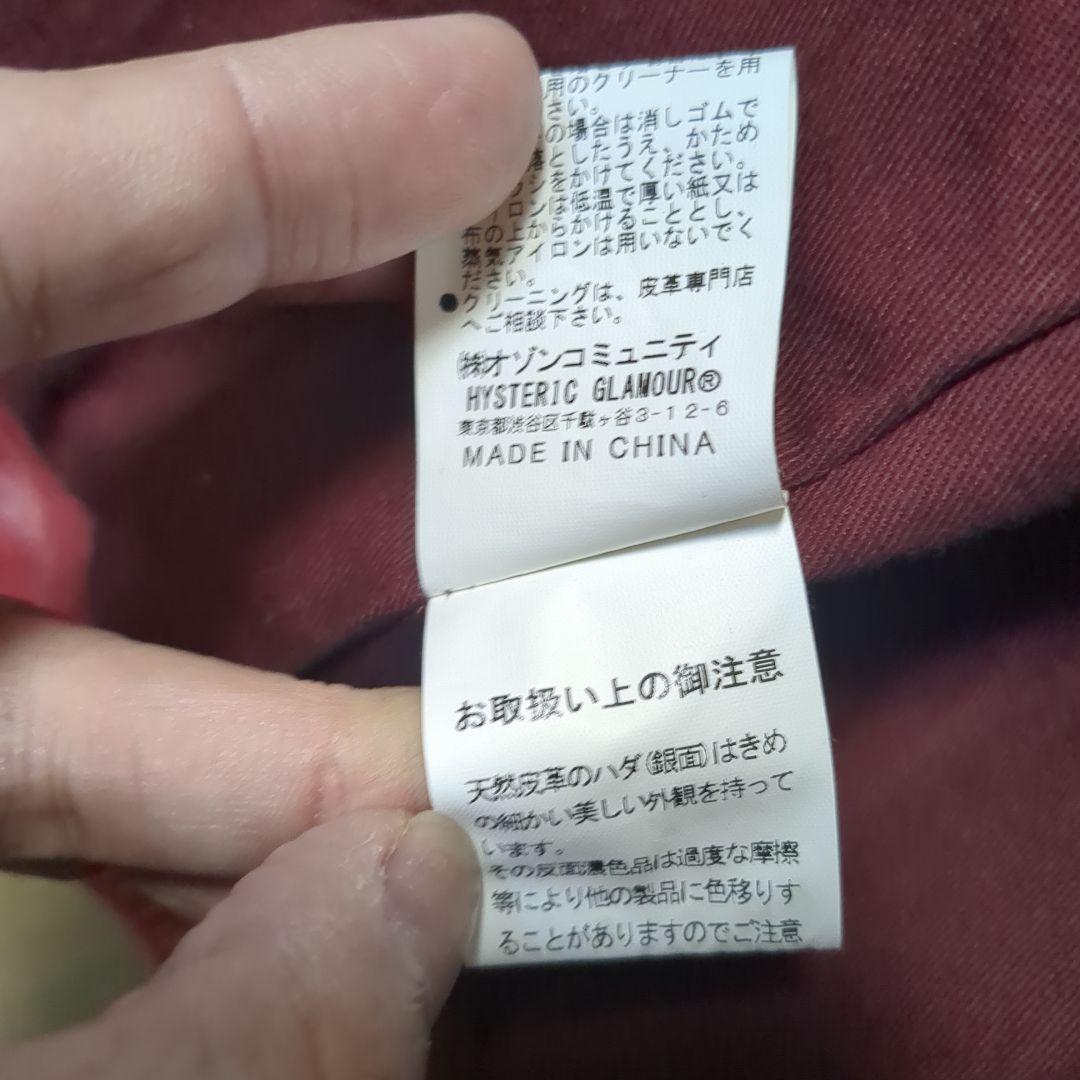 用のクリーナーを用
さい。
の場合は消しゴムで
落としたうえ、かため
シをかけてください。
ロンは低温で厚い紙又は
布の上からかけることとし、
蒸気アイロンは用いないでく
ださい。
●クリーニングは、皮革専門店
へご相談下さい。
㈱オゾンコミュニティ
HYSTERIC GLAMOUR®
東京都渋谷区千駄ヶ谷3-12-6
MADE IN CHINA
お取扱い上の御注意
天然皮革のハダ(銀面)はきめ
の細かい美しい外観を持って
います。
その反面濃色品は過度な摩擦
等により他の製品に色移りす
ることがありますのでご注意